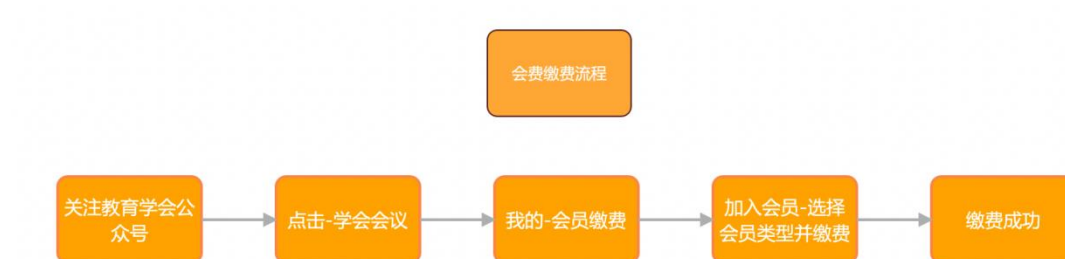 会费缴费流程
关注教育学会公
众号
点击-学会会议
我的-会员缴费
加入会员-选择
会员类型并缴费
缴费成功